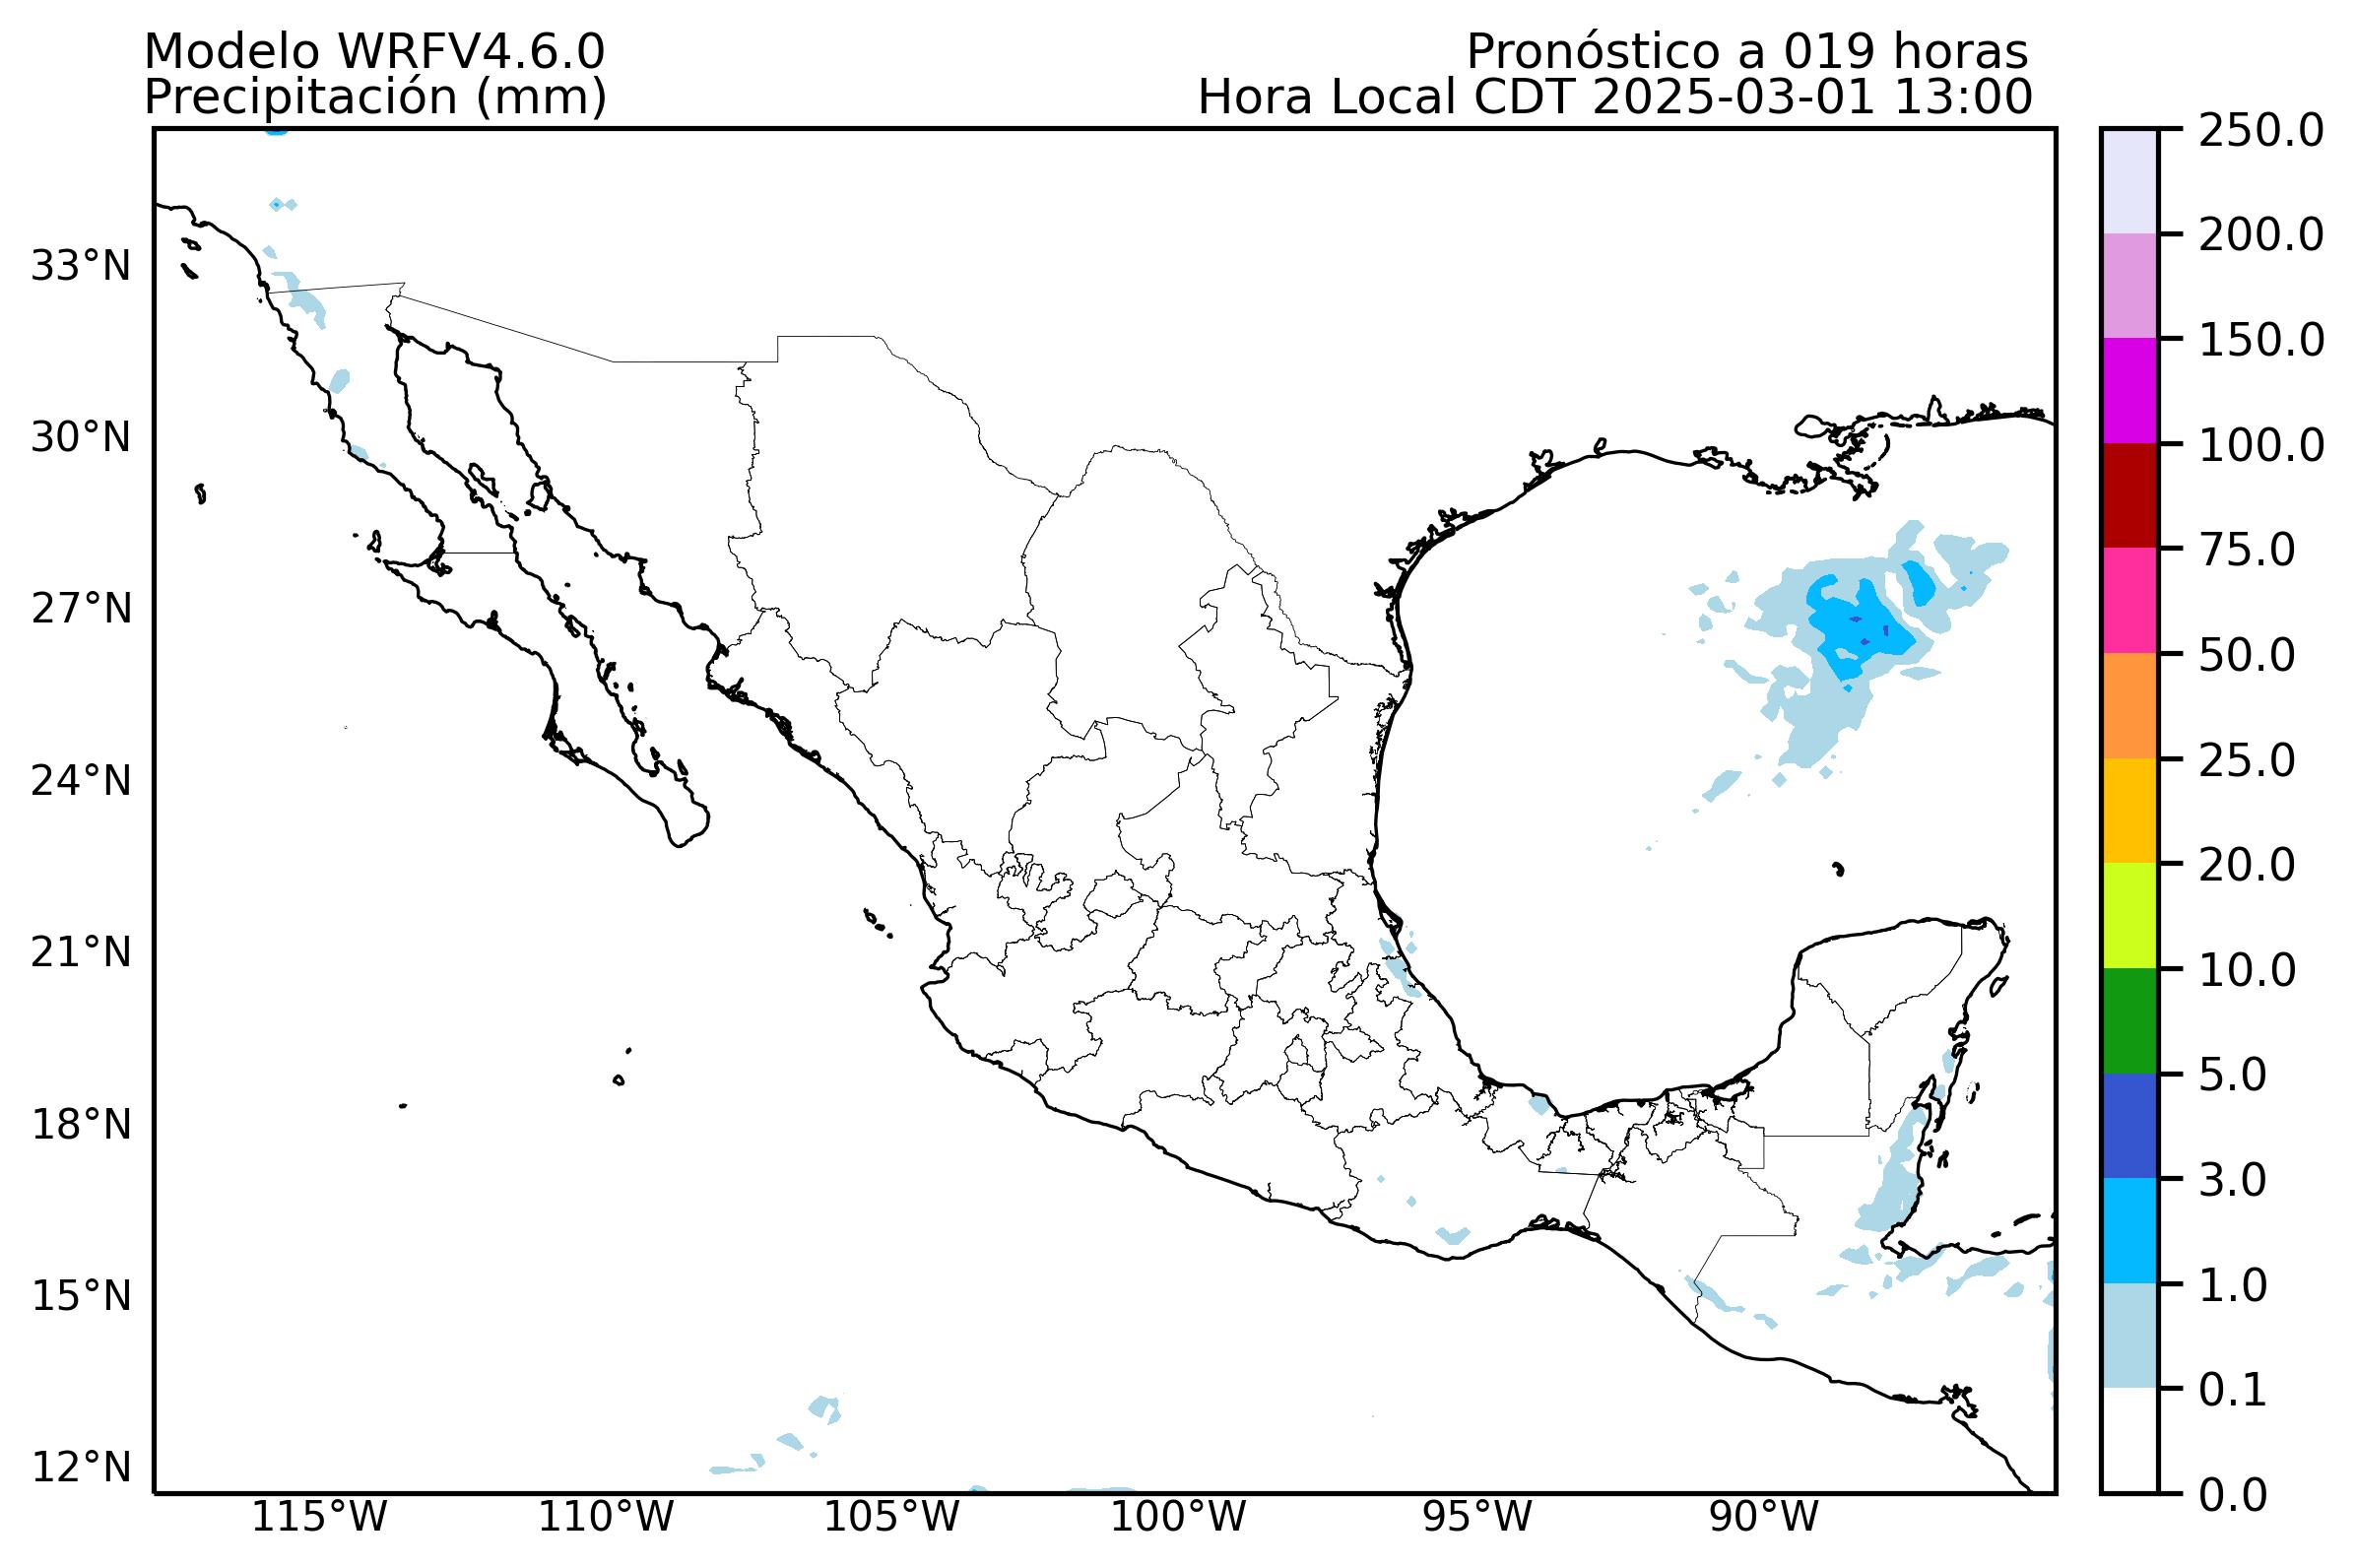 Modelo WRFV4.6.0
Pronóstico a 019 horas
Precipitación (mm)
Hora Local CDT 2025-03-01 13:00
33°N
30°N
27°N
24°N
21°N
18°N
15°N
12°N
115°W
110°W
105°W
100°W
95°W
90°W
250.0
200.0
150.0
100.0
75.0
50.0
25.0
20.0
10.0
5.0
3.0
1.0
0.1
0.0